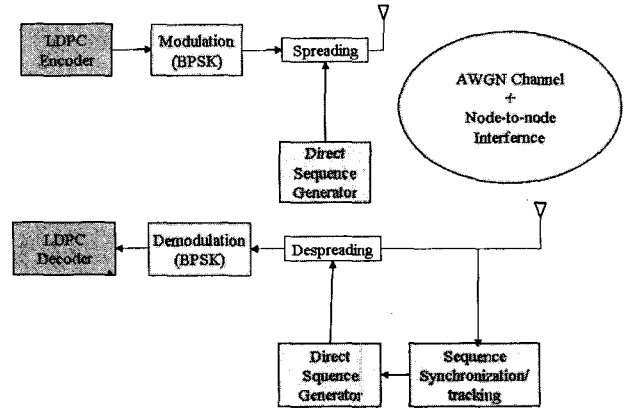 LDPC
Encoder
Modulation
(BPSK)
Spreading
AWGN Channel
+
Node-to-node
Interfernce
Direct
Sequence
Generator
LDPC
Decoder
Demodulation
(BPSK)
Despreading
Direct
Squence
Generator
Sequence
Synchronization/
tracking